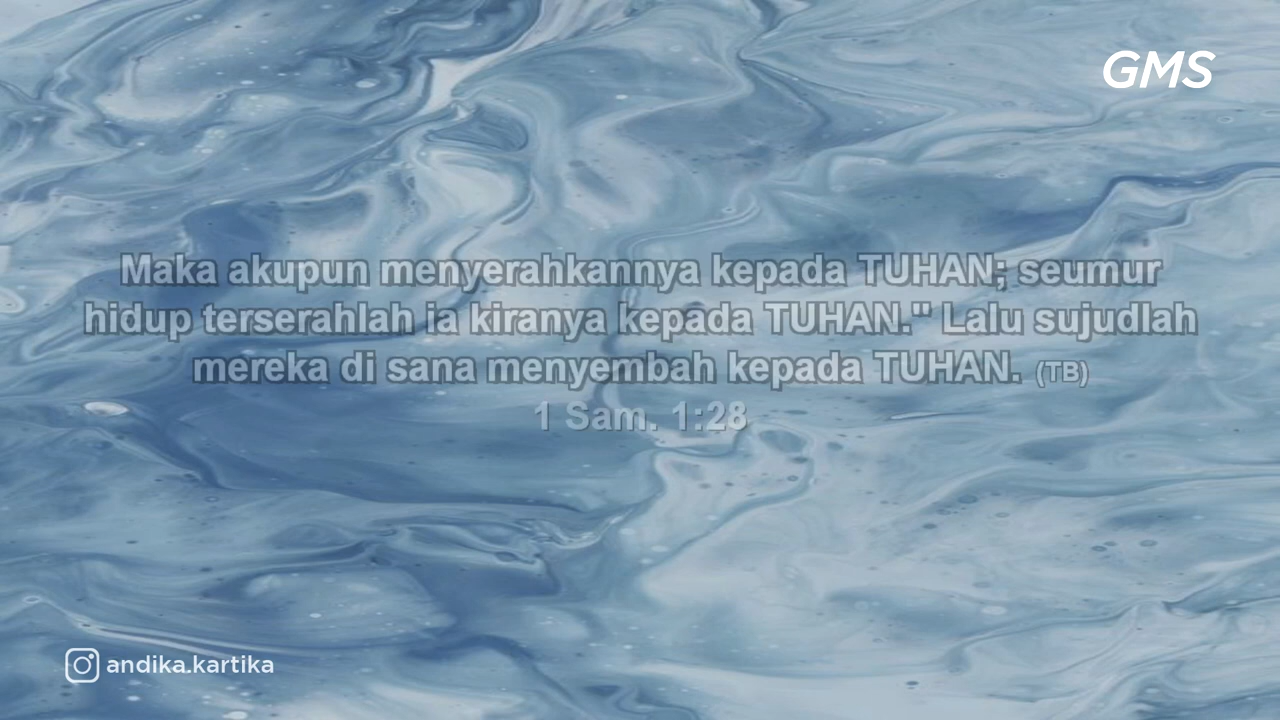 GMS
Maka akupun menyerahkannya kepada TUHAN; seumur
hidup terserahlah ia kiranya kepada TUHAN." Lalu sujudlah
mereka di sana menyembah kepada TUHAN. (TB)
1 Sam. 1:28
andika.kartika